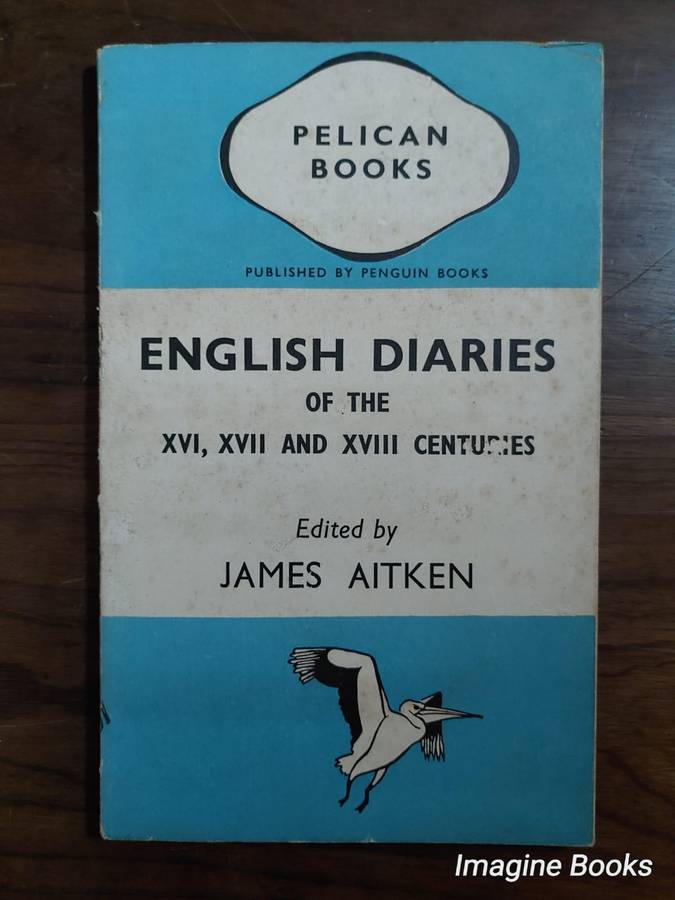 PELICAN
BOOKS
PUBLISHED BY PENGUIN BOOKS
ENGLISH DIARIES
OF THE
XVI, XVII AND XVIII CENTURIES
Edited by
JAMES AITKEN
Imagine Books